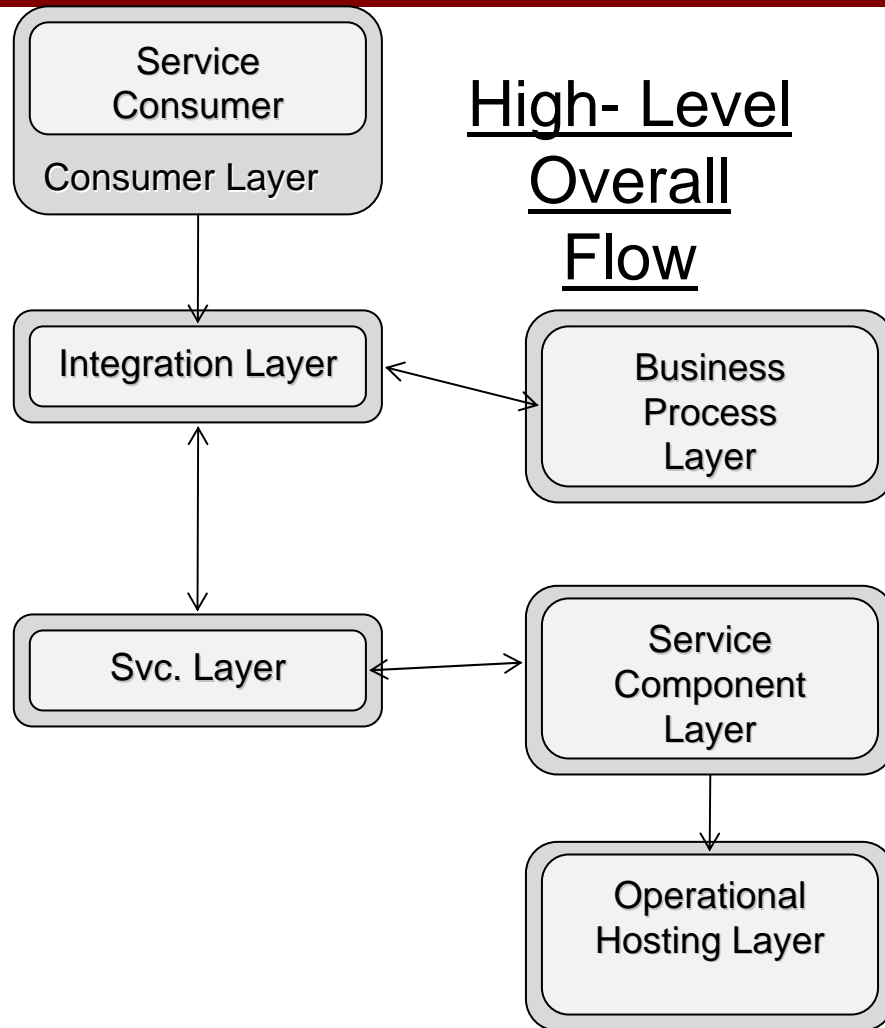 Service
Consumer
Consumer Layer
High- Level
Overall
Flow
Integration Layer
Business
Process
Layer
Svc. Layer
Service
Component
Layer
Operational
Hosting Layer